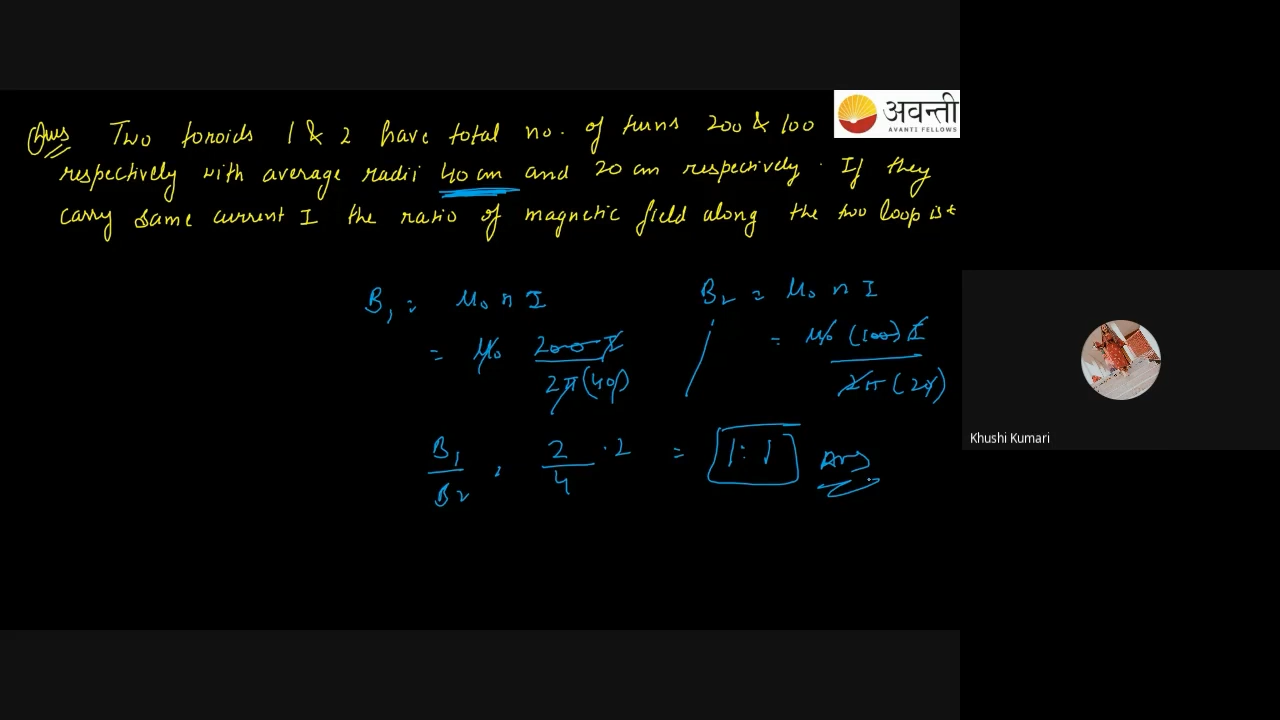 Ques Two toroids 1 & 2 have total no. of turns 200 & 100
respectively with average radii 40 cm and 20 cm respectively. If they
carry same current I the ratio of magnetic field along the two loop is
अवन्ती
AVANTI FELLOWS
B₁ = μ₀ n I B₂ = μ₀ n I
= μ₀ 200 I / 2π(40) = μ₀ (100) I / 2π (20)
B₁ / B₂ = 2/4 · 2 = 1:1 Ans
Khushi Kumari